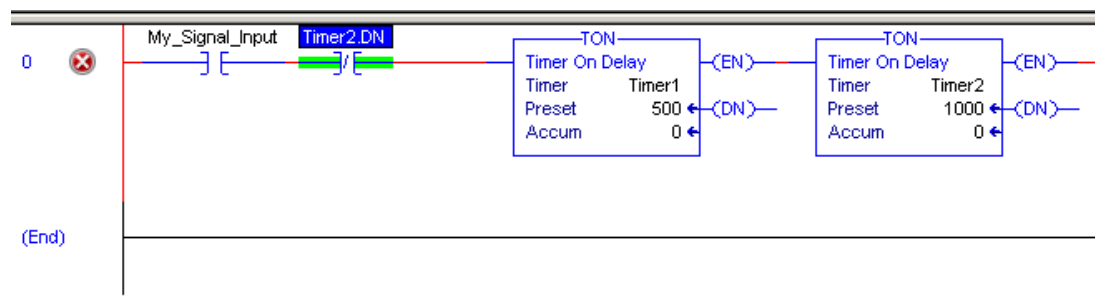 My_Signal_Input Timer2.DN
0
TON
Timer On Delay
Timer Timer1
Preset 500
Accum 0
(EN)
(DN)
TON
Timer On Delay
Timer Timer2
Preset 1000
Accum 0
(EN)
(DN)
(End)